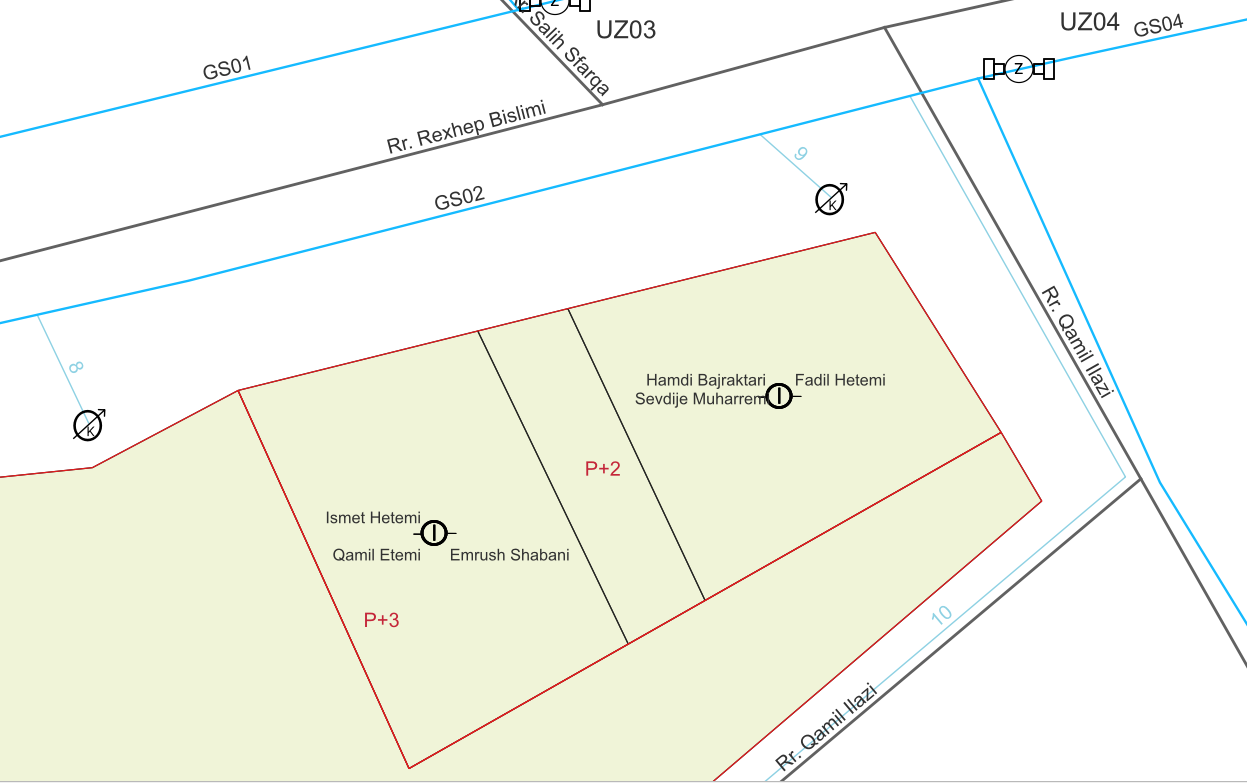 Z
Rr. Salih Sfarqa
UZ03
UZ04
GS04
Z
GS01
Rr. Rexhep Bislimi
9
GS02
K
Rr. Qamil Ilazi
8
K
Hamdi Bajraktari
Fadil Hetemi
Sevdije Muharrem
P+2
Ismet Hetemi
Qamil Etemi
Emrush Shabani
P+3
10
Rr. Qamil Ilazi